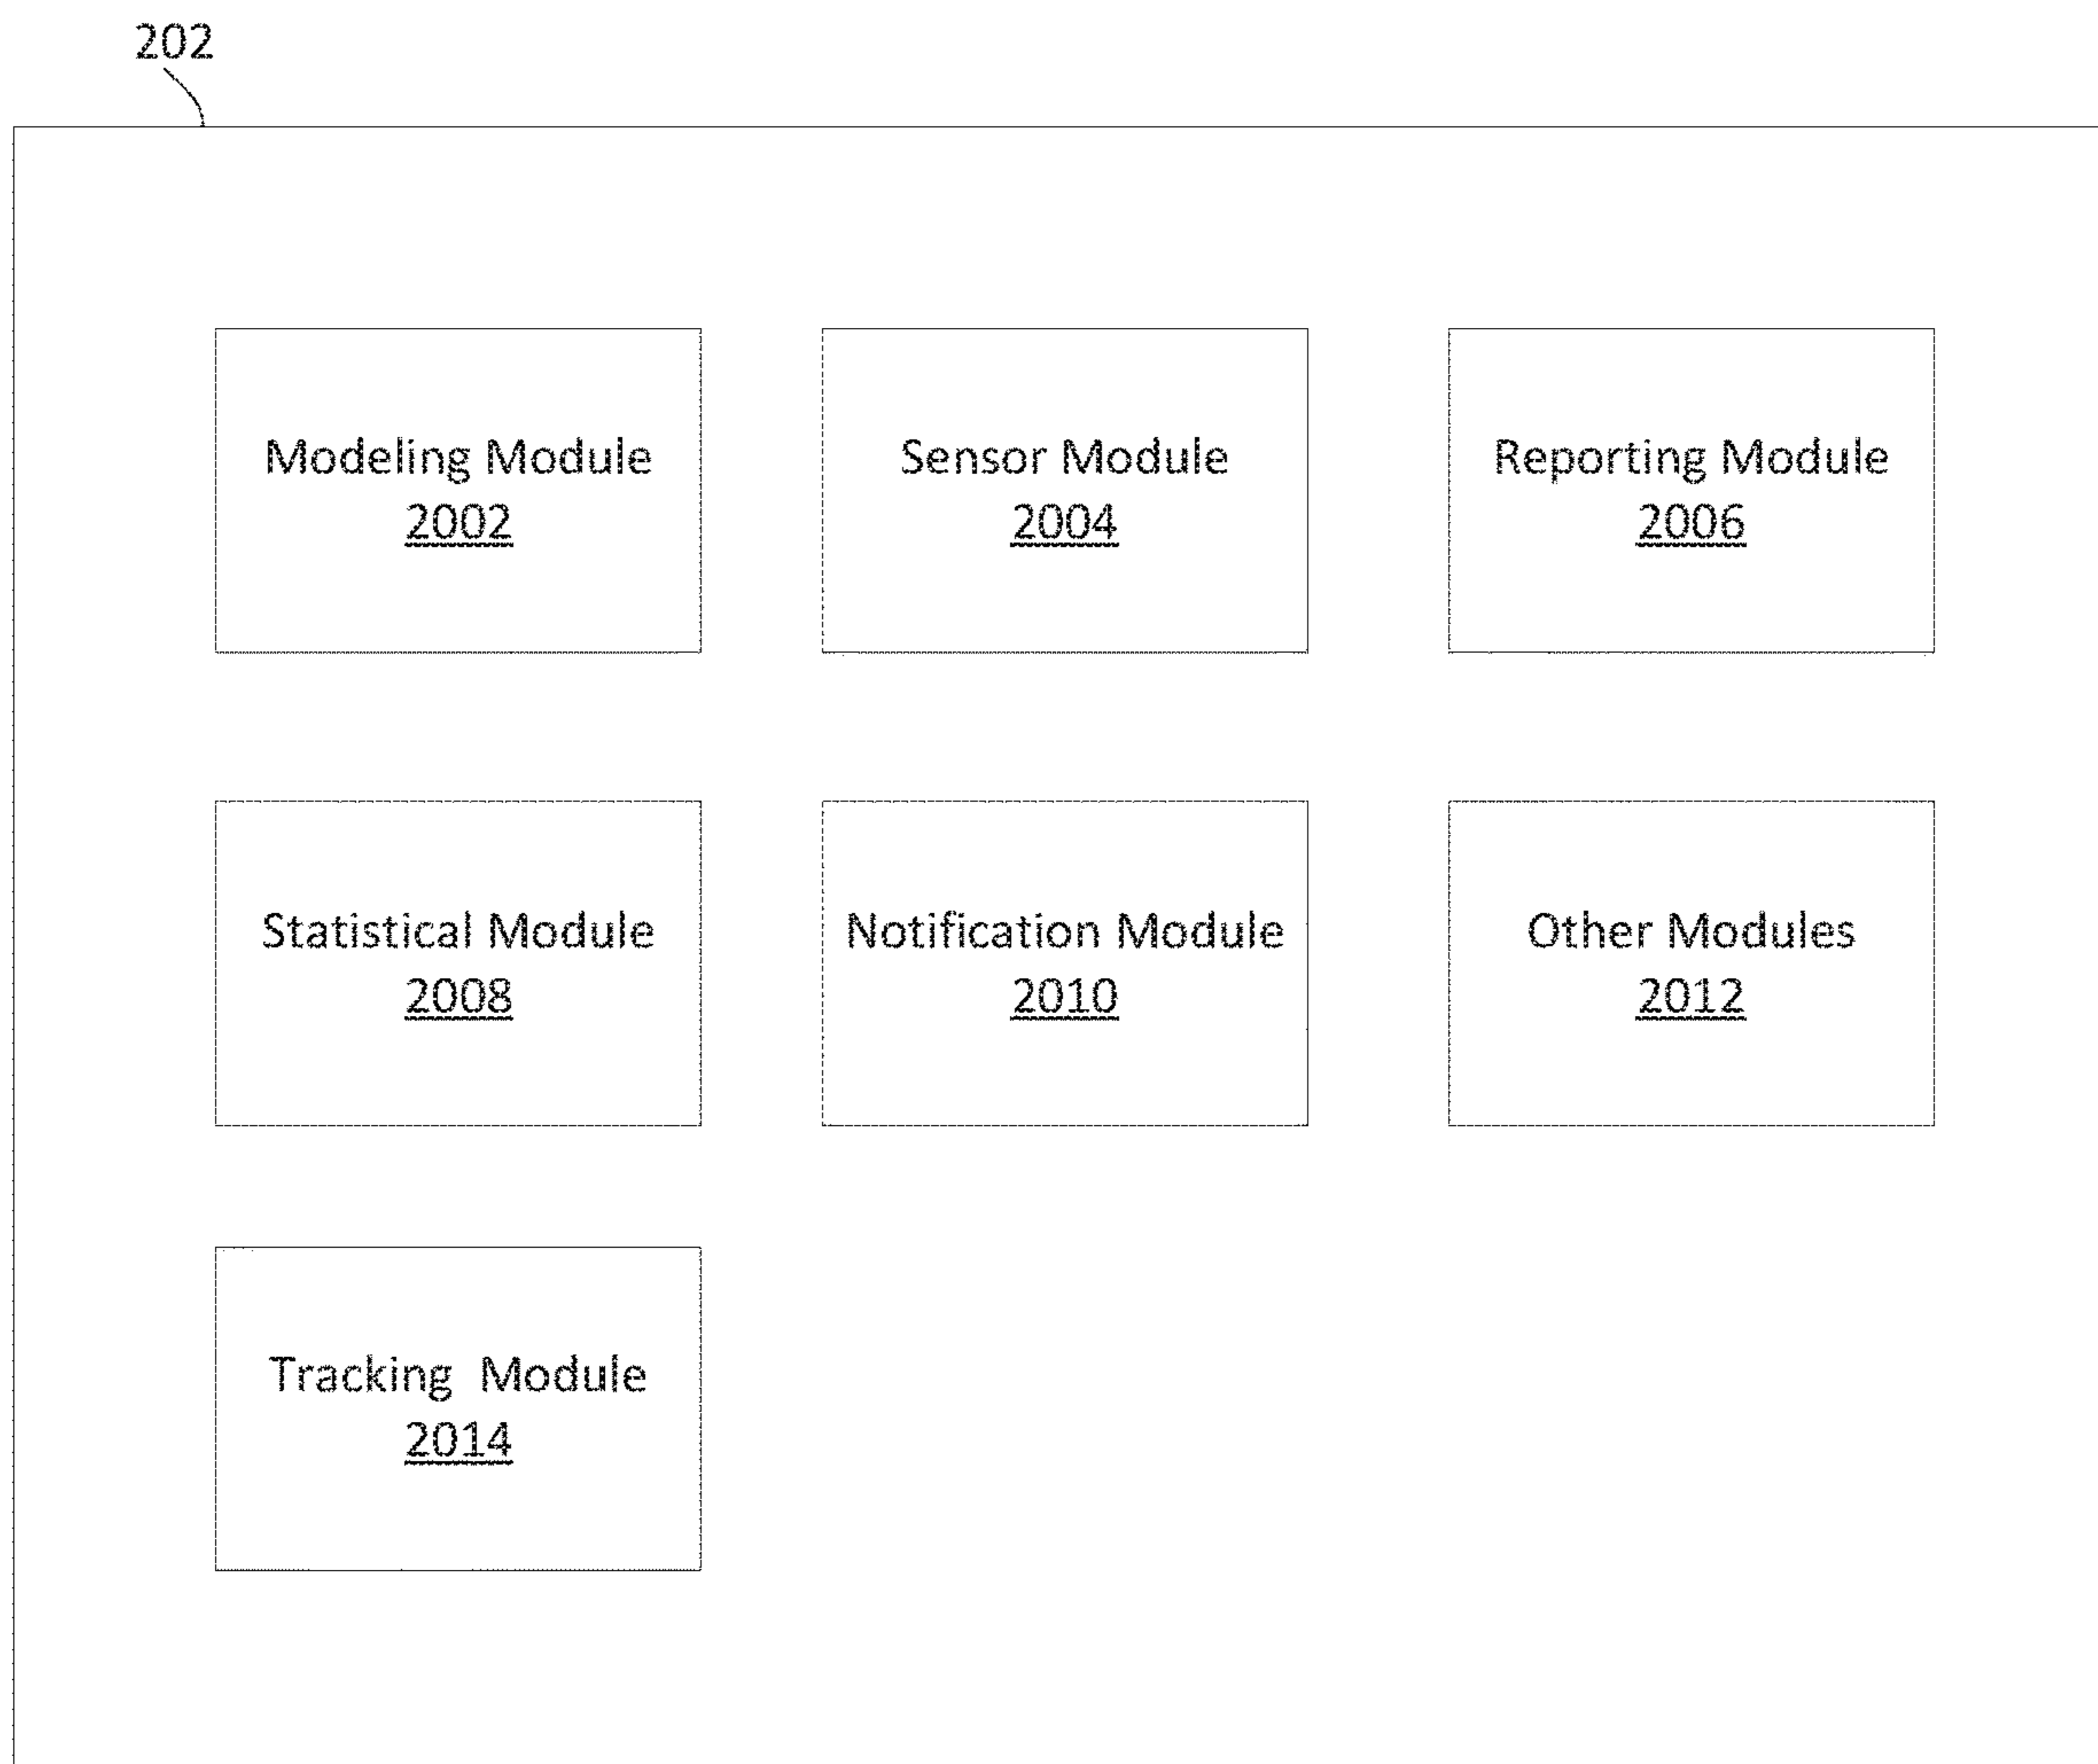 202
Modeling Module
2002
Sensor Module
2004
Reporting Module
2006
Statistical Module
2008
Notification Module
2010
Other Modules
2012
Tracking Module
2014